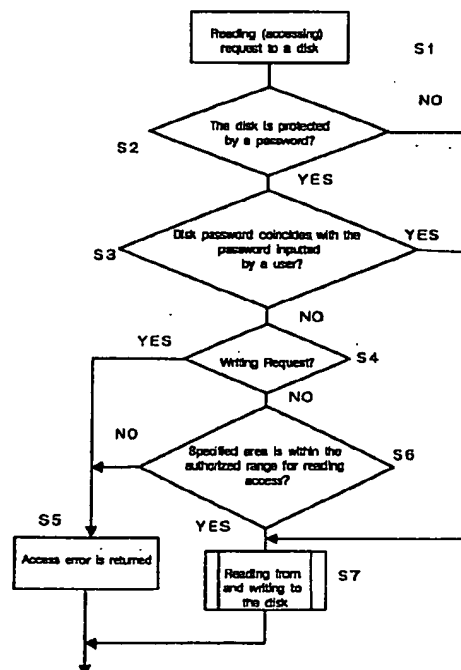 Reading (accessing)
request to a disk
S1
NO
The disk is protected
by a password?
S2
YES
Disk password coincides with the
password inputted
by a user?
YES
S3
NO
YES
Writing Request?
S4
NO
NO
Specified area is within the
authorized range for reading
access?
S6
S5
YES
Access error is returned
Reading from
and writing to
the disk
S7